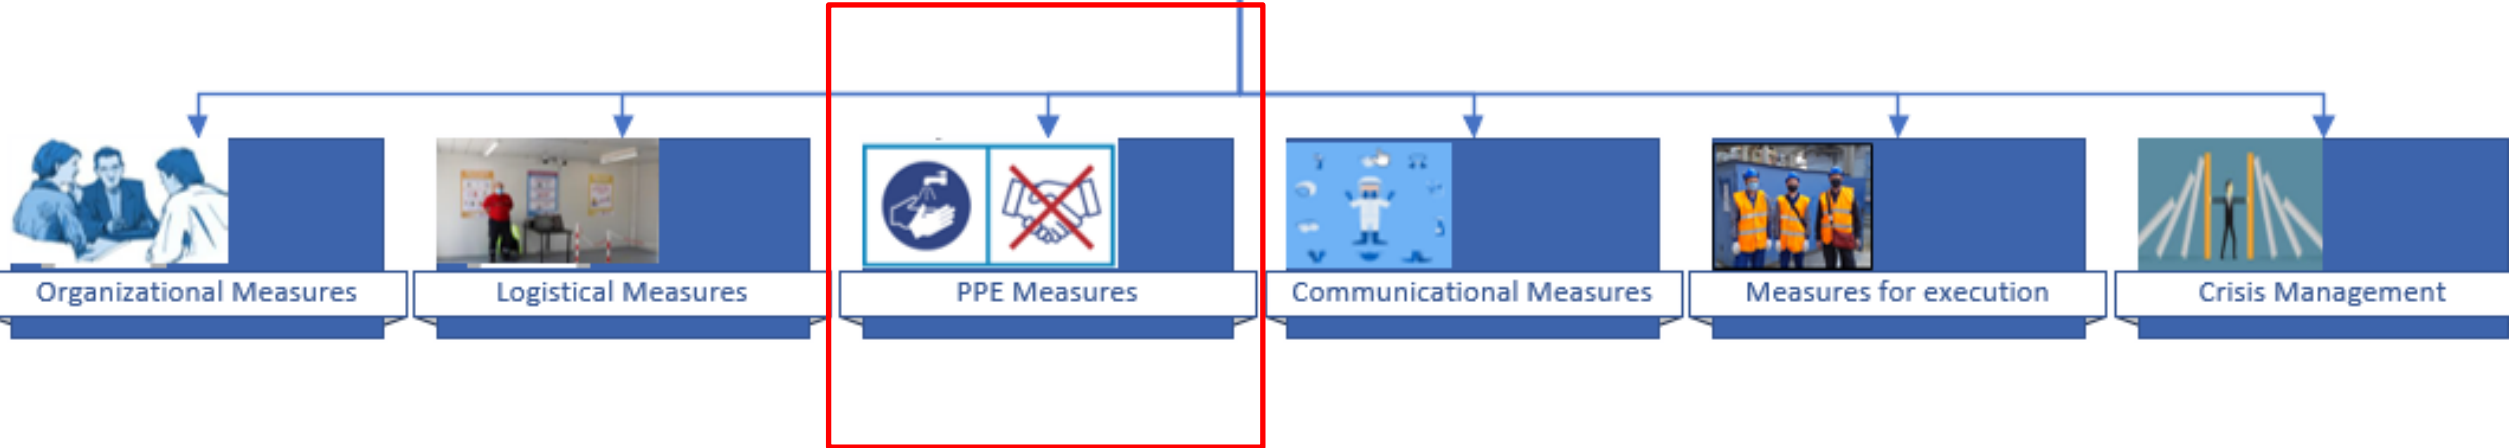 Organizational Measures
Logistical Measures
PPE Measures
Communicational Measures
Measures for execution
Crisis Management